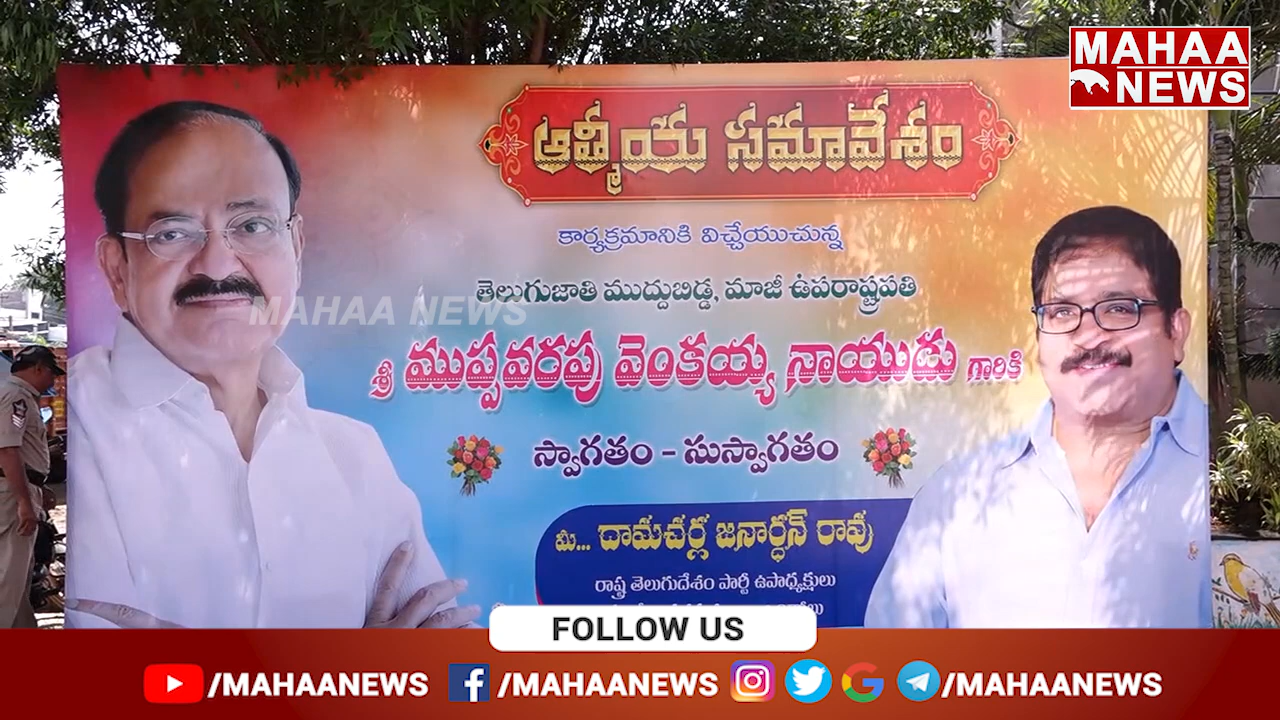 MAHAA
NEWS
ఆత్మీయ సమావేశం
కార్యక్రమానికి విచ్చేయుచున్న
తెలుగుజాతి ముద్దుబిడ్డ, మాజీ ఉపరాష్ట్రపతి
MAHAA NEWS
శ్రీ ముప్పవరపు వెంకయ్య నాయుడు గారికి
స్వాగతం - సుస్వాగతం
మీ... దామచర్ల జనార్ధన్ రావు
రాష్ట్ర తెలుగుదేశం పార్టీ ఉపాధ్యక్షులు
FOLLOW US
/MAHAANEWS /MAHAANEWS /MAHAANEWS